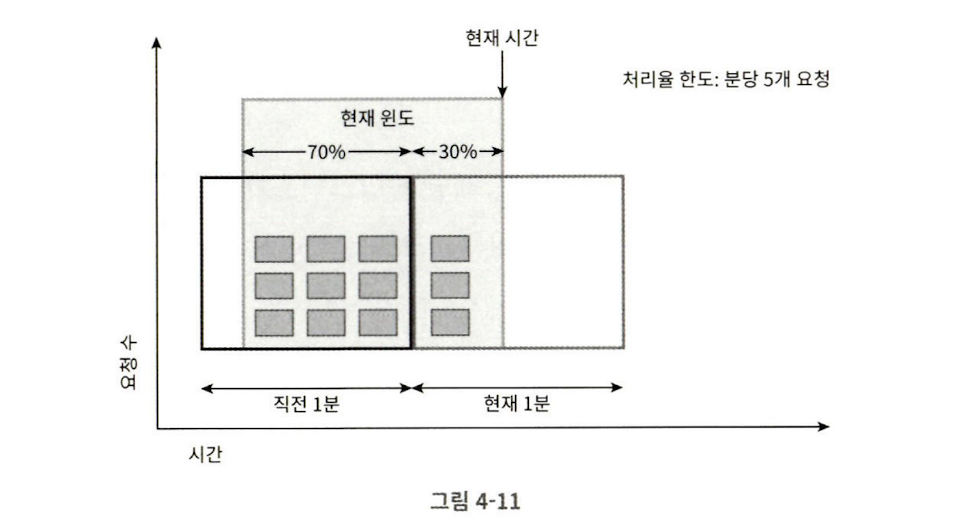 현재 시간
처리율 한도: 분당 5개 요청
현재 윈도
70%
30%
요청 수
직전 1분
현재 1분
시간
그림 4-11